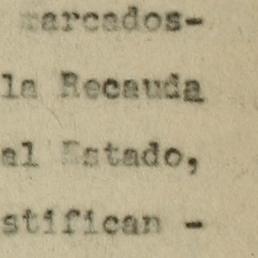 marcados-
la Recauda
al Estado,
stifican -